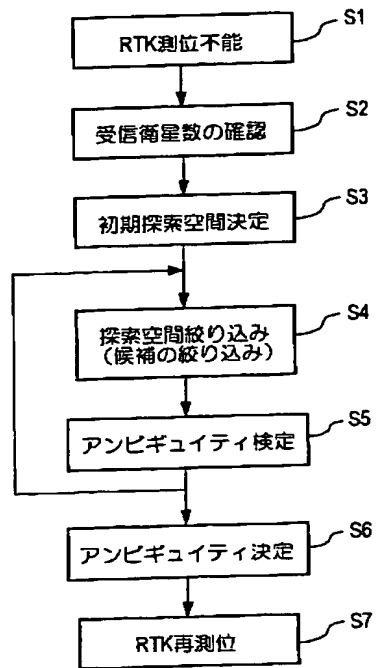 S1
RTK測位不能
S2
受信衛星数の確認
S3
初期探索空間決定
S4
探索空間絞り込み
(候補の絞り込み)
S5
アンビギュイティ検定
S6
アンビギュイティ決定
S7
RTK再測位